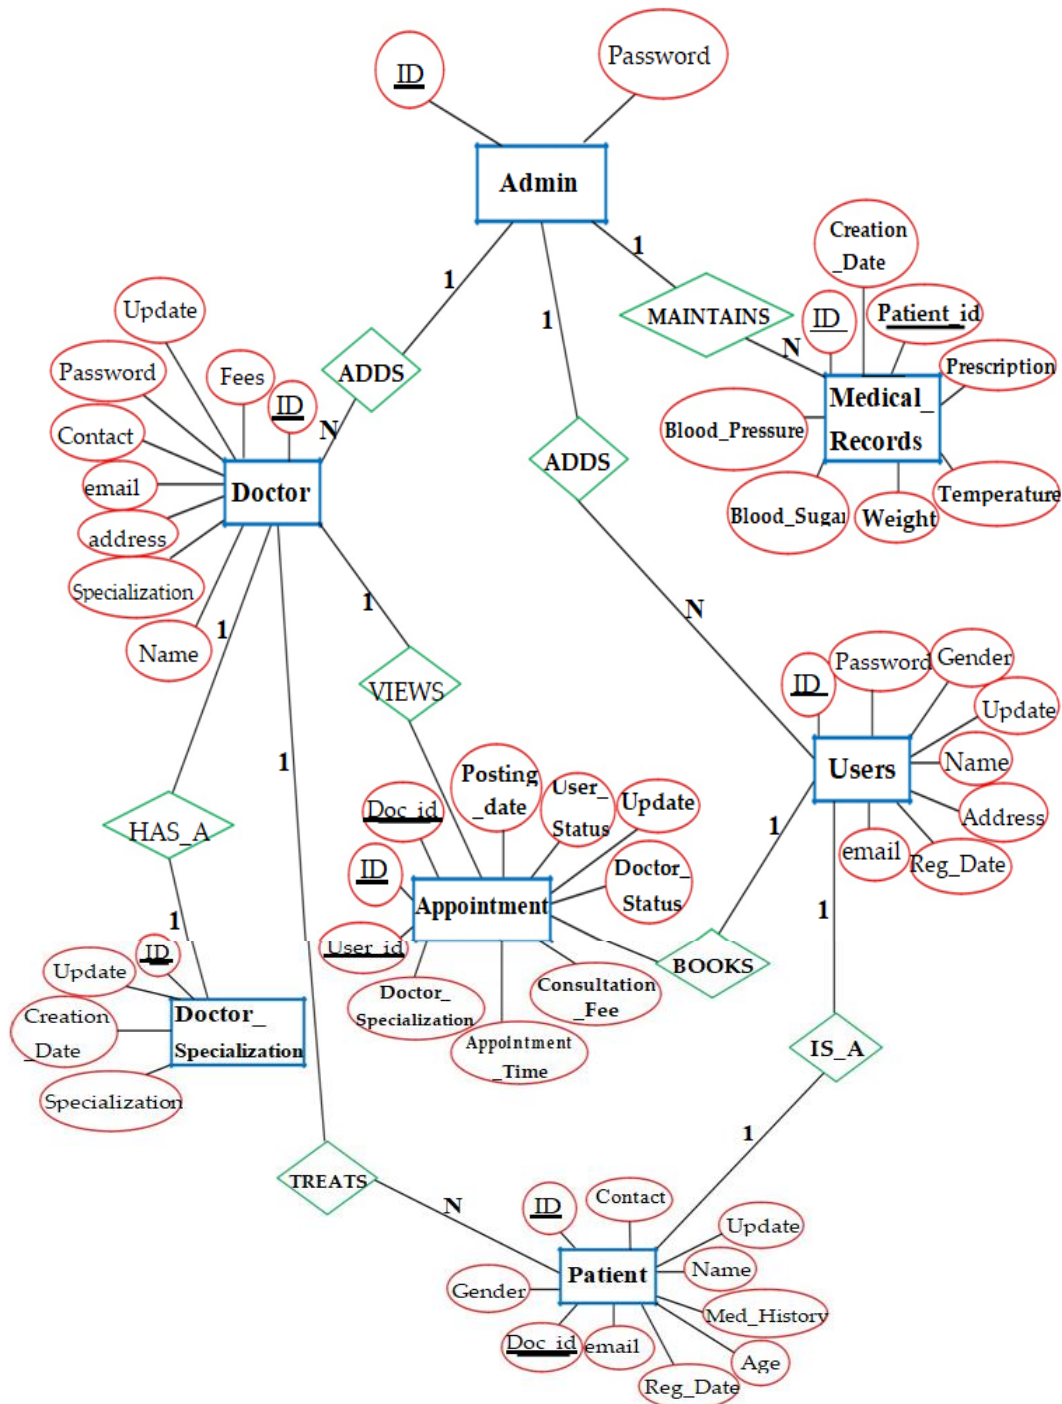 ID
Password
Admin
1
1
1
Creation
_Date
MAINTAINS
ID
Patient_id
N
Prescription
Medical_
Records
Blood_Pressure
Temperature
Blood_Sugar
Weight
Update
Password
Fees
ADDS
ID
Contact
N
email
Doctor
address
Specialization
Name
ADDS
1
1
N
VIEWS
1
ID
Password
Gender
Update
Users
Name
Address
email
Reg_Date
HAS_A
1
Posting
_date
User_
Status
Update
Doc_id
ID
Doctor_
Status
Appointment
User_id
Doctor_
Specialization
Consultation
_Fee
Appointment
_Time
1
BOOKS
1
ID
Update
Creation
_Date
Doctor_
Specialization
Specialization
IS_A
1
TREATS
N
ID
Contact
Update
Patient
Name
Gender
Med_History
Doc_id
email
Age
Reg_Date